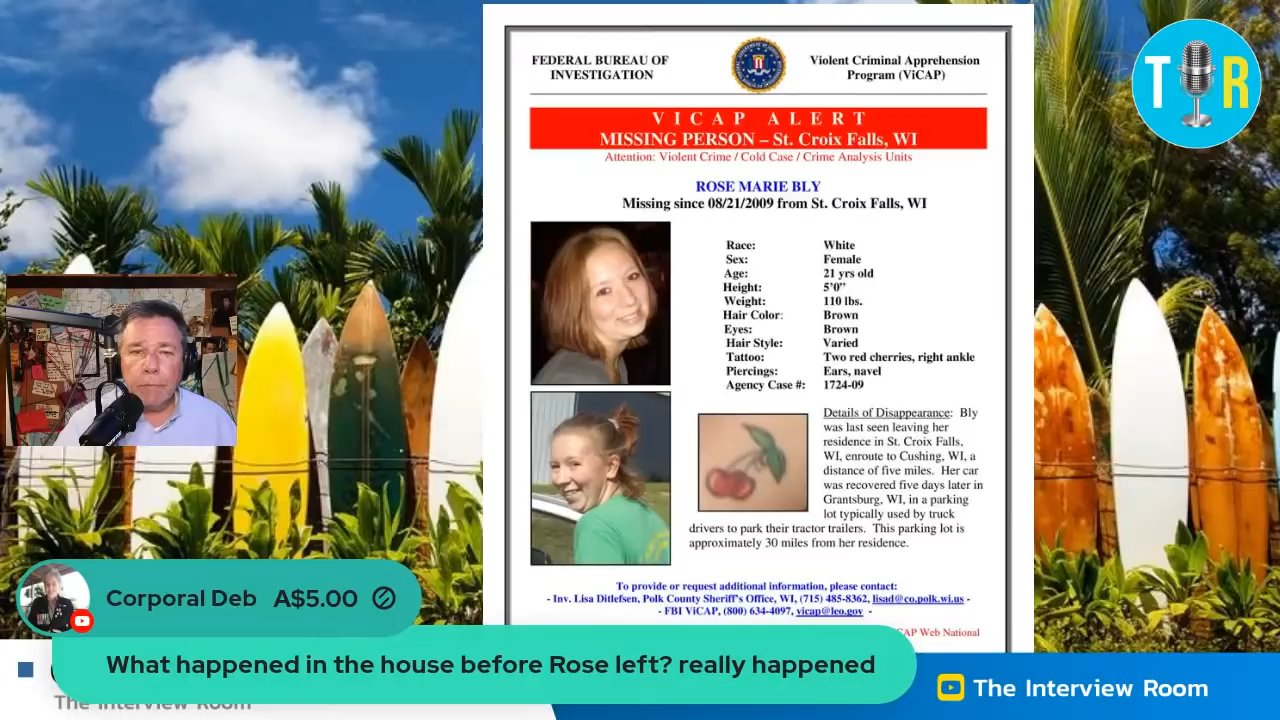 FEDERAL BUREAU OF
INVESTIGATION
Violent Criminal Apprehension
Program (ViCAP)
VICAP ALERT
MISSING PERSON – St. Croix Falls, WI
Attention: Violent Crime / Cold Case / Crime Analysis Units
ROSE MARIE BLY
Missing since 08/21/2009 from St. Croix Falls, WI
Race: White
Sex: Female
Age: 21 yrs old
Height: 5’0”
Weight: 110 lbs.
Hair Color: Brown
Eyes: Brown
Hair Style: Varied
Tattoo: Two red cherries, right ankle
Piercings: Ears, navel
Agency Case #: 1724-09
Details of Disappearance: Bly
was last seen leaving her
residence in St. Croix Falls,
WI, enroute to Cushing, WI, a
distance of five miles. Her car
was recovered five days later in
Grantsburg, WI, in a parking
lot typically used by truck
drivers to park their tractor trailers. This parking lot is
approximately 30 miles from her residence.
To provide or request additional information, please contact:
- Inv. Lisa Ditlefsen, Polk County Sheriff’s Office, WI, (715) 485-8362, lisad@co.polk.wi.us -
- FBI ViCAP, (800) 634-4097, vicap@leo.gov -
CAP Web National
T R
Corporal Deb A$5.00
What happened in the house before Rose left? really happened
The Interview Room
The Interview Room